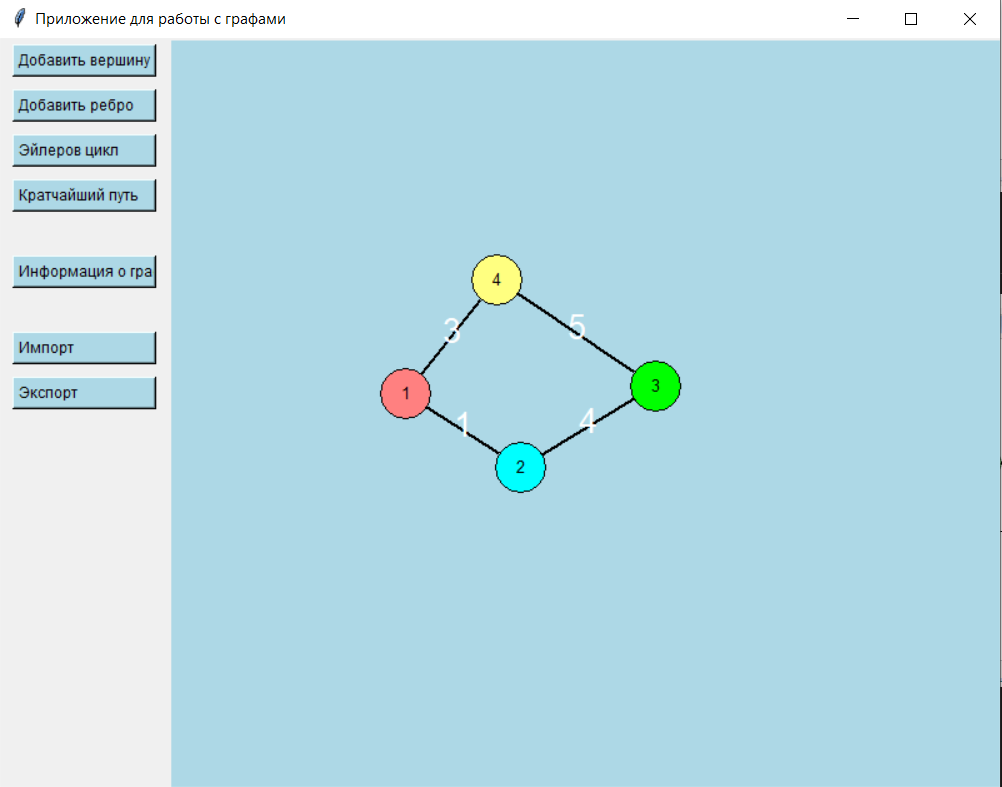 Приложение для работы с графами
Добавить вершину
Добавить ребро
Эйлеров цикл
Кратчайший путь
Информация о гра
Импорт
Экспорт
4
3
5
1
3
1
4
2